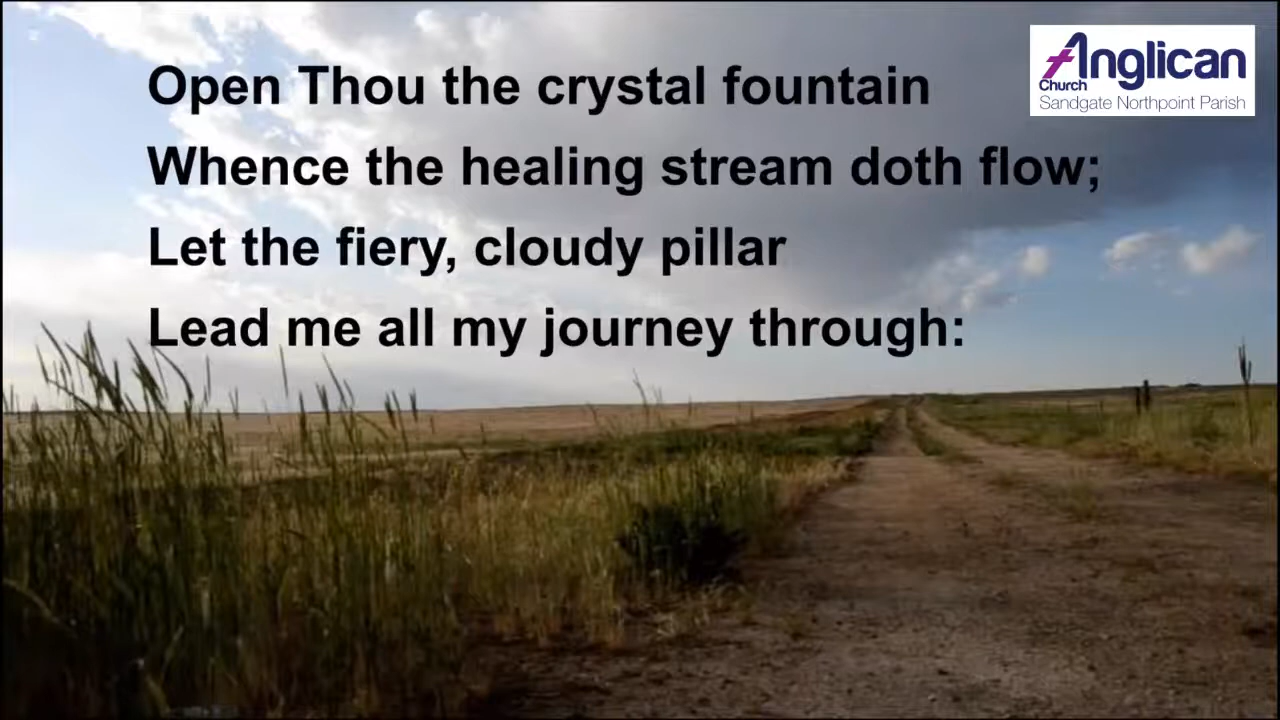 Open Thou the crystal fountain
Whence the healing stream doth flow;
Let the fiery, cloudy pillar
Lead me all my journey through:
Anglican
Church
Sandgate Northpoint Parish